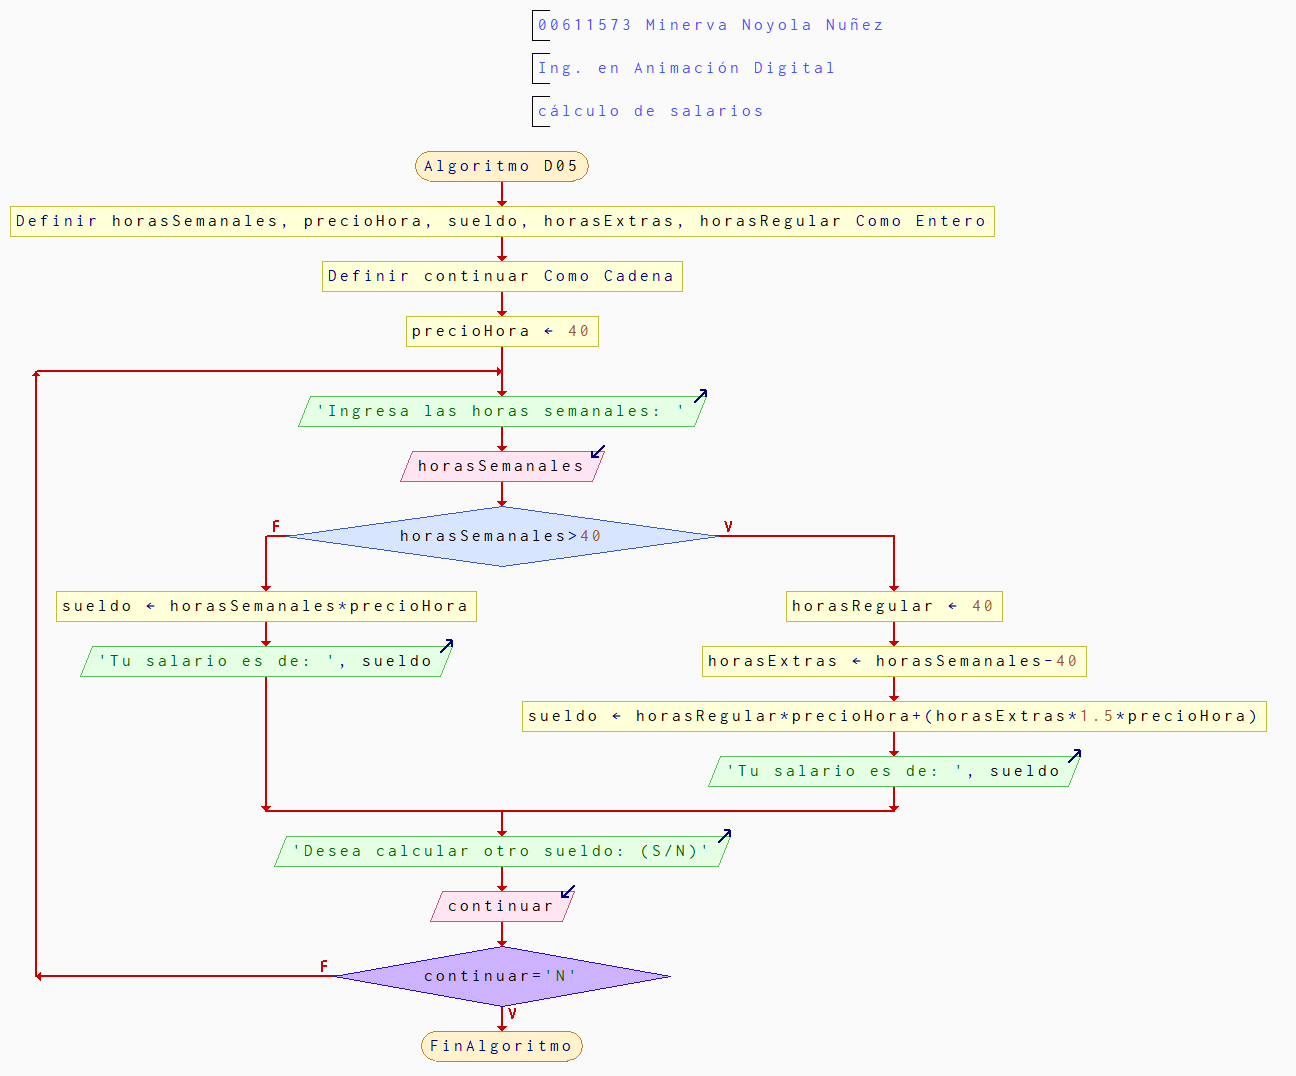 00611573 Minerva Noyola Nuñez
Ing. en Animación Digital
cálculo de salarios
Algoritmo D05
Definir horasSemanales, precioHora, sueldo, horasExtras, horasRegular Como Entero
Definir continuar Como Cadena
precioHora ← 40
'Ingresa las horas semanales: '
horasSemanales
F
V
horasSemanales>40
sueldo ← horasSemanales*precioHora
horasRegular ← 40
'Tu salario es de: ', sueldo
horasExtras ← horasSemanales-40
sueldo ← horasRegular*precioHora+(horasExtras*1.5*precioHora)
'Tu salario es de: ', sueldo
'Desea calcular otro sueldo: (S/N)'
continuar
F
continuar='N'
V
FinAlgoritmo